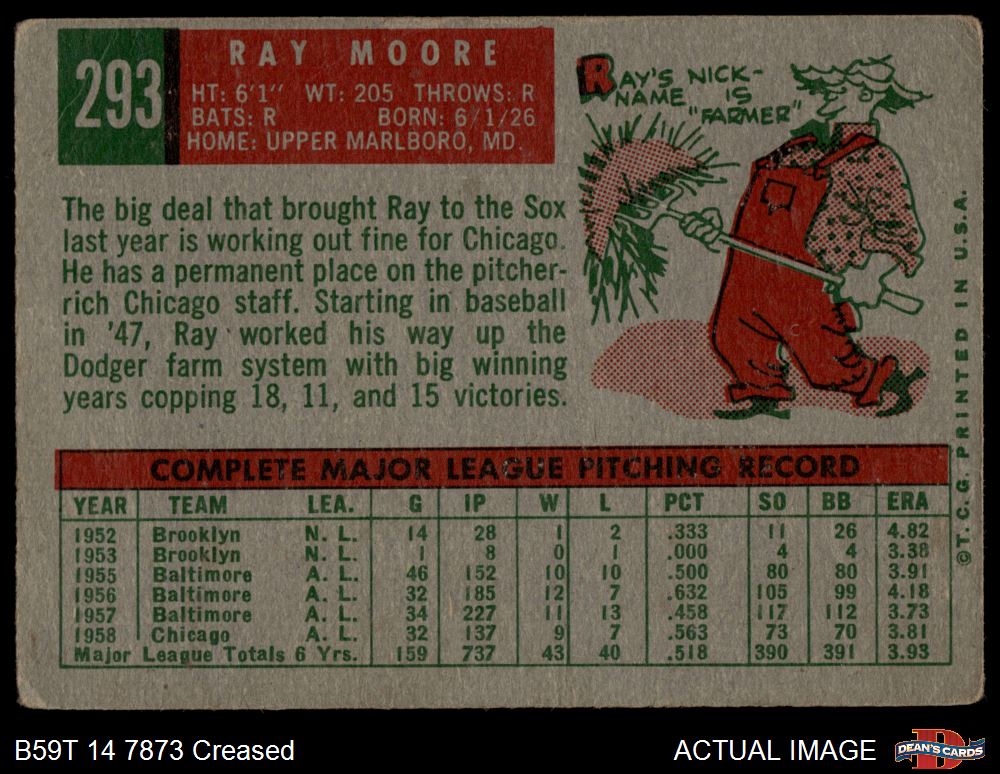 293
RAY MOORE
HT: 6'1" WT: 205 THROWS: R
BATS: R BORN: 6/1/26
HOME: UPPER MARLBORO, MD.
RAY'S NICK-
NAME IS
"FARMER"
The big deal that brought Ray to the Sox
last year is working out fine for Chicago.
He has a permanent place on the pitcher-
rich Chicago staff. Starting in baseball
in '47, Ray worked his way up the
Dodger farm system with big winning
years copping 18, 11, and 15 victories.
COMPLETE MAJOR LEAGUE PITCHING RECORD
YEAR TEAM LEA. G IP W L PCT SO BB ERA
1952 Brooklyn N. L. 14 28 1 2 .333 11 26 4.82
1953 Brooklyn N. L. 1 8 0 1 .000 4 4 3.38
1955 Baltimore A. L. 46 152 10 10 .500 80 80 3.91
1956 Baltimore A. L. 32 185 12 7 .632 105 99 4.18
1957 Baltimore A. L. 34 227 11 13 .458 117 112 3.73
1958 Chicago A. L. 32 137 9 7 .563 73 70 3.81
Major League Totals 6 Yrs. 159 737 43 40 .518 390 391 3.93
©T.C.G. PRINTED IN U.S.A.
B59T 14 7873 Creased
ACTUAL IMAGE
DEAN'S CARDS